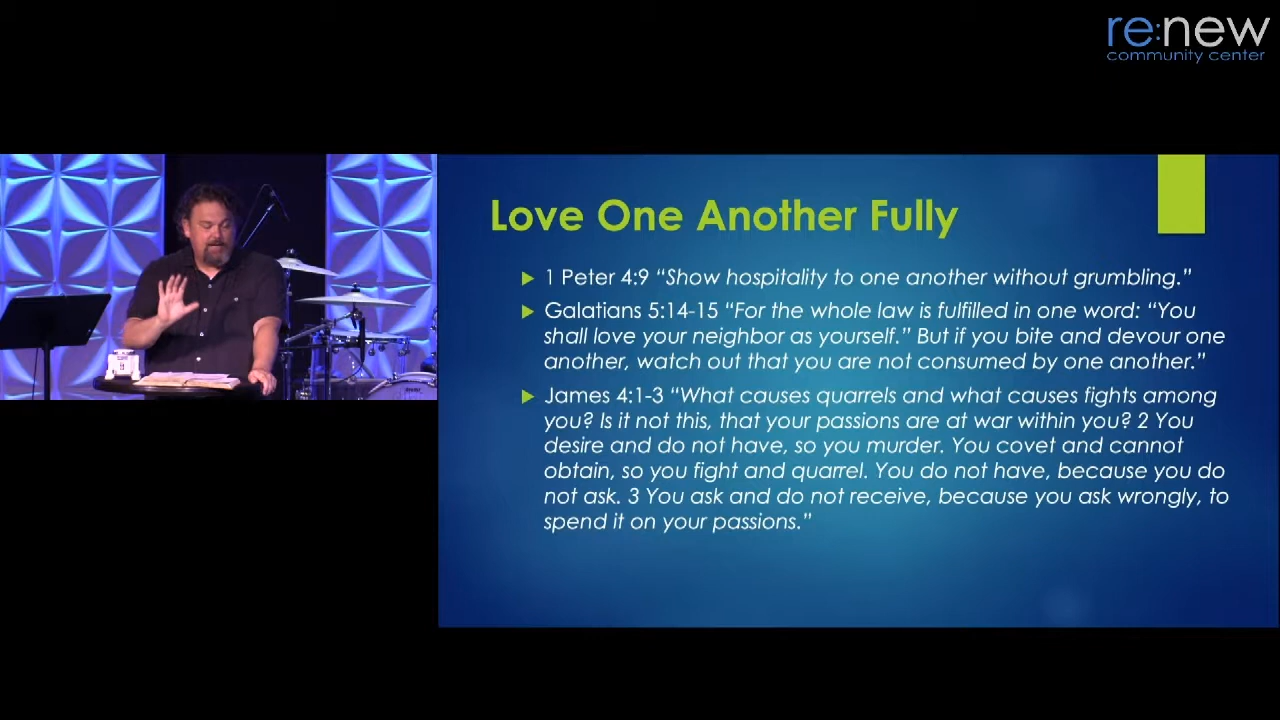 re:new
community center
Love One Another Fully
1 Peter 4:9 “Show hospitality to one another without grumbling.”
Galatians 5:14-15 “For the whole law is fulfilled in one word: “You
shall love your neighbor as yourself.” But if you bite and devour one
another, watch out that you are not consumed by one another.”
James 4:1-3 “What causes quarrels and what causes fights among
you? Is it not this, that your passions are at war within you? 2 You
desire and do not have, so you murder. You covet and cannot
obtain, so you fight and quarrel. You do not have, because you do
not ask. 3 You ask and do not receive, because you ask wrongly, to
spend it on your passions.”